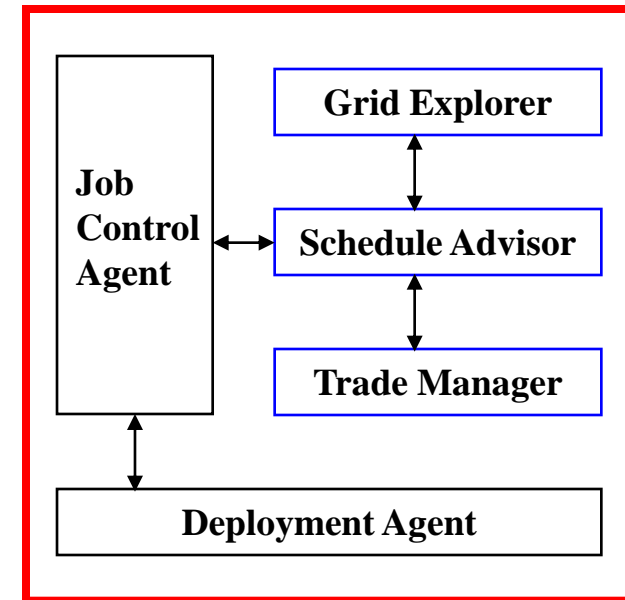 Grid Explorer
Job
Control
Agent
Schedule Advisor
Trade Manager
Deployment Agent